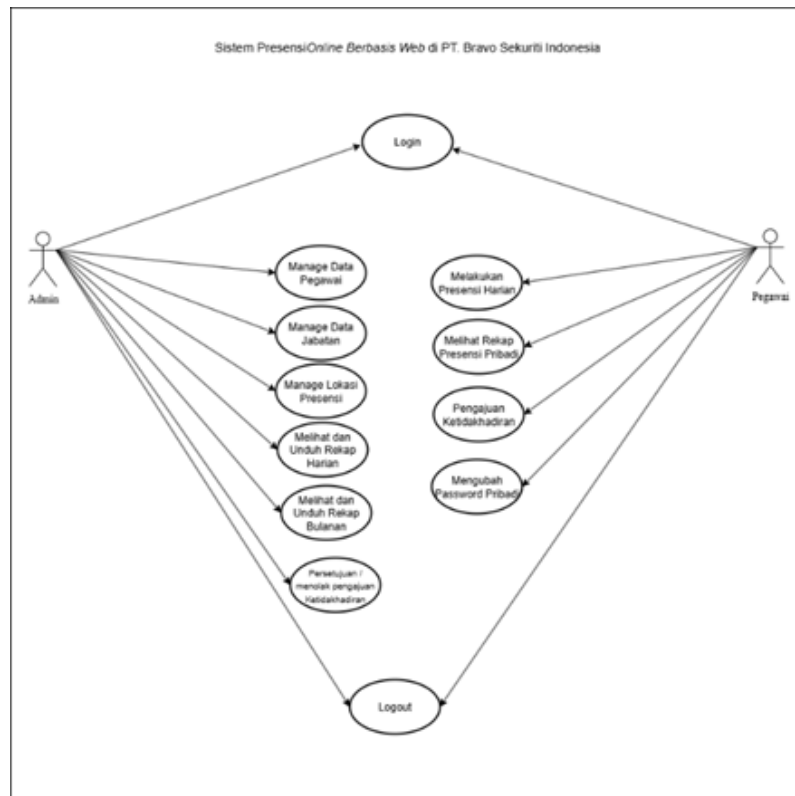 Sistem PresensiOnline Berbasis Web di PT. Bravo Sekuriti Indonesia
Login
Admin
Pegawai
Manage Data
Pegawai
Manage Data
Jabatan
Manage Lokasi
Presensi
Melihat dan
Unduh Rekap
Harian
Melihat dan
Unduh Rekap
Bulanan
Persetujuan /
menolak pengajuan
Ketidakhadiran
Melakukan
Presensi Harian
Melihat Rekap
Presensi Pribadi
Pengajuan
Ketidakhadiran
Mengubah
Password Pribadi
Logout